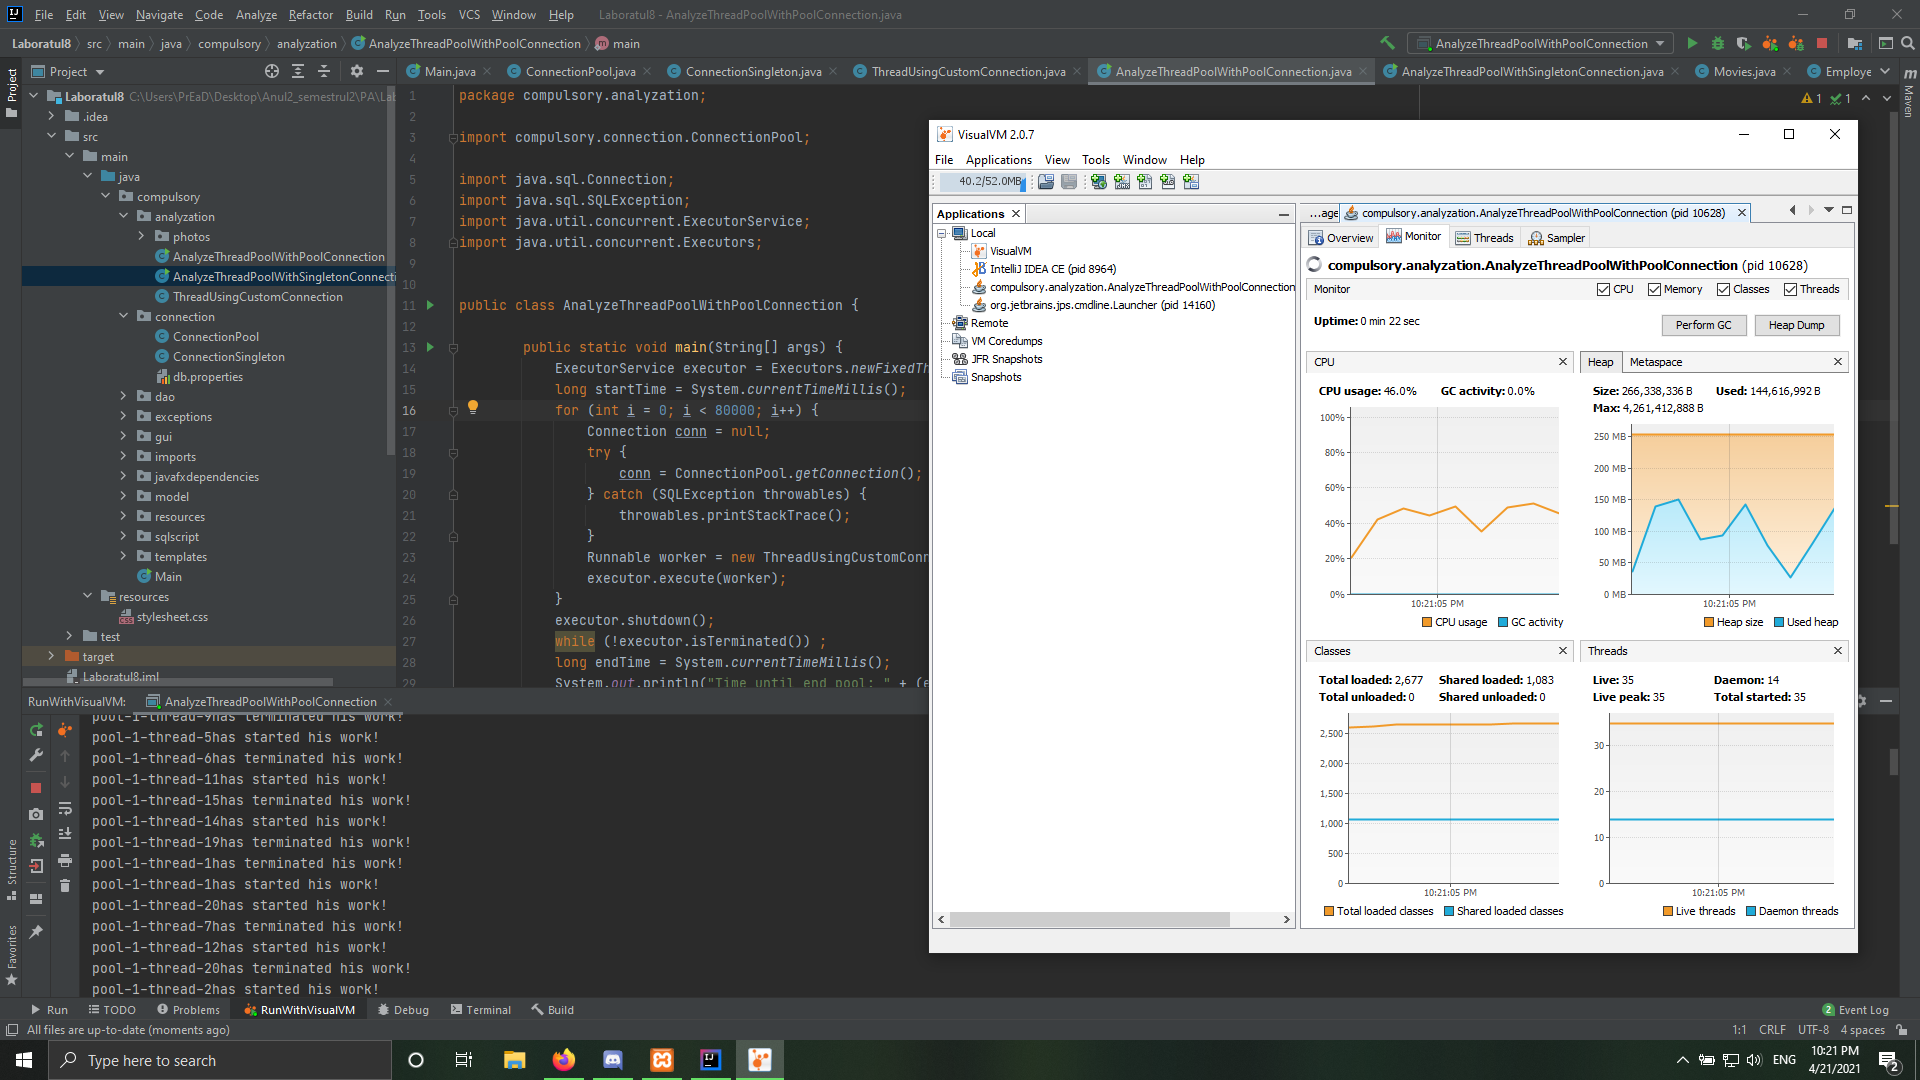 File Edit View Navigate Code Analyze Refactor Build Run Tools VCS Window Help Laboratul8 - AnalyzeThreadPoolWithPoolConnection.java
Laboratul8 src main java compulsory analyzation AnalyzeThreadPoolWithPoolConnection main
AnalyzeThreadPoolWithPoolConnection
Project
Main.java ConnectionPool.java ConnectionSingleton.java ThreadUsingCustomConnection.java AnalyzeThreadPoolWithPoolConnection.java AnalyzeThreadPoolWithSingletonConnection.java Movies.java Employe
Project
Maven
Structure
Favorites
Laboratul8 C:\Users\PrEaD\Desktop\Anul2_semestrul2\PA\Lab
.idea
src
main
java
compulsory
analyzation
photos
AnalyzeThreadPoolWithPoolConnection
AnalyzeThreadPoolWithSingletonConnecti
ThreadUsingCustomConnection
connection
ConnectionPool
ConnectionSingleton
db.properties
dao
exceptions
gui
imports
javafxdependencies
model
resources
sqlscript
templates
Main
resources
stylesheet.css
test
target
Laboratul8.iml
1 package compulsory.analyzation;
2
3 import compulsory.connection.ConnectionPool;
4
5 import java.sql.Connection;
6 import java.sql.SQLException;
7 import java.util.concurrent.ExecutorService;
8 import java.util.concurrent.Executors;
9
10
11 public class AnalyzeThreadPoolWithPoolConnection {
12
13 public static void main(String[] args) {
14 ExecutorService executor = Executors.newFixedTh
15 long startTime = System.currentTimeMillis();
16 for (int i = 0; i < 80000; i++) {
17 Connection conn = null;
18 try {
19 conn = ConnectionPool.getConnection();
20 } catch (SQLException throwables) {
21 throwables.printStackTrace();
22 }
23 Runnable worker = new ThreadUsingCustomConn
24 executor.execute(worker);
25 }
26 executor.shutdown();
27 while (!executor.isTerminated()) ;
28 long endTime = System.currentTimeMillis();
29 System.out.println("Time until end pool: " + (e
1 1
VisualVM 2.0.7
File Applications View Tools Window Help
40.2/52.0MB
Applications
Local
VisualVM
IntelliJ IDEA CE (pid 8964)
compulsory.analyzation.AnalyzeThreadPoolWithPoolConnection
org.jetbrains.jps.cmdline.Launcher (pid 14160)
Remote
VM Coredumps
JFR Snapshots
Snapshots
...age compulsory.analyzation.AnalyzeThreadPoolWithPoolConnection (pid 10628)
Overview Monitor Threads Sampler
compulsory.analyzation.AnalyzeThreadPoolWithPoolConnection (pid 10628)
Monitor CPU Memory Classes Threads
Uptime: 0 min 22 sec
Perform GC Heap Dump
CPU
CPU usage: 46.0% GC activity: 0.0%
100%
80%
60%
40%
20%
0%
10:21:05 PM
CPU usage GC activity
Heap Metaspace
Size: 266,338,336 B Used: 144,616,992 B
Max: 4,261,412,888 B
250 MB
200 MB
150 MB
100 MB
50 MB
0 MB
10:21:05 PM
Heap size Used heap
Classes
Total loaded: 2,677 Shared loaded: 1,083
Total unloaded: 0 Shared unloaded: 0
2,500
2,000
1,500
1,000
500
0
10:21:05 PM
Total loaded classes Shared loaded classes
Threads
Live: 35 Daemon: 14
Live peak: 35 Total started: 35
30
20
10
0
10:21:05 PM
Live threads Daemon threads
RunWithVisualVM: AnalyzeThreadPoolWithPoolConnection
pool-1-thread-9has terminated his work!
pool-1-thread-5has started his work!
pool-1-thread-6has terminated his work!
pool-1-thread-11has started his work!
pool-1-thread-15has terminated his work!
pool-1-thread-14has started his work!
pool-1-thread-19has terminated his work!
pool-1-thread-1has terminated his work!
pool-1-thread-1has started his work!
pool-1-thread-20has started his work!
pool-1-thread-7has terminated his work!
pool-1-thread-12has started his work!
pool-1-thread-20has terminated his work!
pool-1-thread-2has started his work!
Run TODO Problems RunWithVisualVM Debug Terminal Build 2 Event Log
All files are up-to-date (moments ago) 1:1 CRLF UTF-8 4 spaces
Type here to search
ENG 10:21 PM
4/21/2021
2